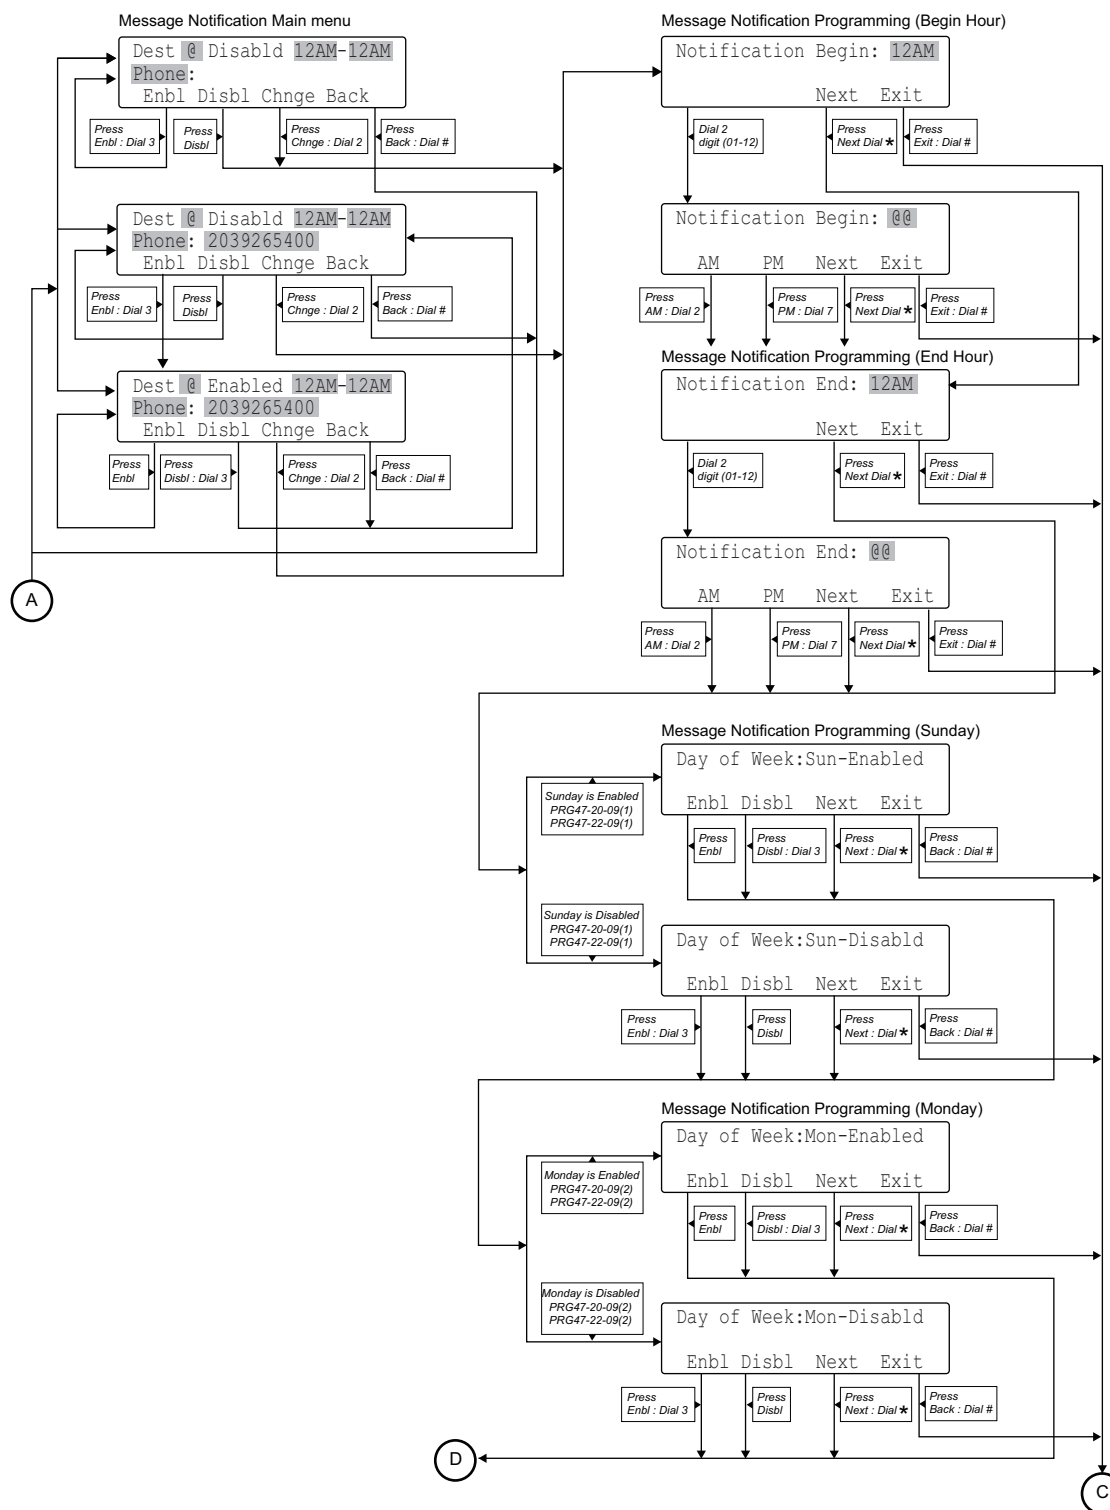 Message Notification Main menu
Dest @ Disabld 12AM-12AM
Phone:
Enbl Disbl Chnge Back
Press
Enbl : Dial 3
Press
Disbl
Press
Chnge : Dial 2
Press
Back : Dial #
Dest @ Disabld 12AM-12AM
Phone: 2039265400
Enbl Disbl Chnge Back
Press
Enbl : Dial 3
Press
Disbl
Press
Chnge : Dial 2
Press
Back : Dial #
Dest @ Enabled 12AM-12AM
Phone: 2039265400
Enbl Disbl Chnge Back
Press
Enbl
Press
Disbl : Dial 3
Press
Chnge : Dial 2
Press
Back : Dial #
A
Message Notification Programming (Begin Hour)
Notification Begin: 12AM
Next Exit
Dial 2
digit (01-12)
Press
Next Dial *
Press
Exit : Dial #
Notification Begin: @@
AM PM Next Exit
Press
AM : Dial 2
Press
PM : Dial 7
Press
Next Dial *
Press
Exit : Dial #
Message Notification Programming (End Hour)
Notification End: 12AM
Next Exit
Dial 2
digit (01-12)
Press
Next Dial *
Press
Exit : Dial #
Notification End: @@
AM PM Next Exit
Press
AM : Dial 2
Press
PM : Dial 7
Press
Next Dial *
Press
Exit : Dial #
Message Notification Programming (Sunday)
Day of Week:Sun-Enabled
Enbl Disbl Next Exit
Sunday is Enabled
PRG47-20-09(1)
PRG47-22-09(1)
Press
Enbl
Press
Disbl : Dial 3
Press
Next : Dial *
Press
Back : Dial #
Sunday is Disabled
PRG47-20-09(1)
PRG47-22-09(1)
Day of Week:Sun-Disabld
Enbl Disbl Next Exit
Press
Enbl : Dial 3
Press
Disbl
Press
Next : Dial *
Press
Back : Dial #
Message Notification Programming (Monday)
Day of Week:Mon-Enabled
Enbl Disbl Next Exit
Monday is Enabled
PRG47-20-09(2)
PRG47-22-09(2)
Press
Enbl
Press
Disbl : Dial 3
Press
Next : Dial *
Press
Back : Dial #
Monday is Disabled
PRG47-20-09(2)
PRG47-22-09(2)
Day of Week:Mon-Disabld
Enbl Disbl Next Exit
Press
Enbl : Dial 3
Press
Disbl
Press
Next : Dial *
Press
Back : Dial #
D
C